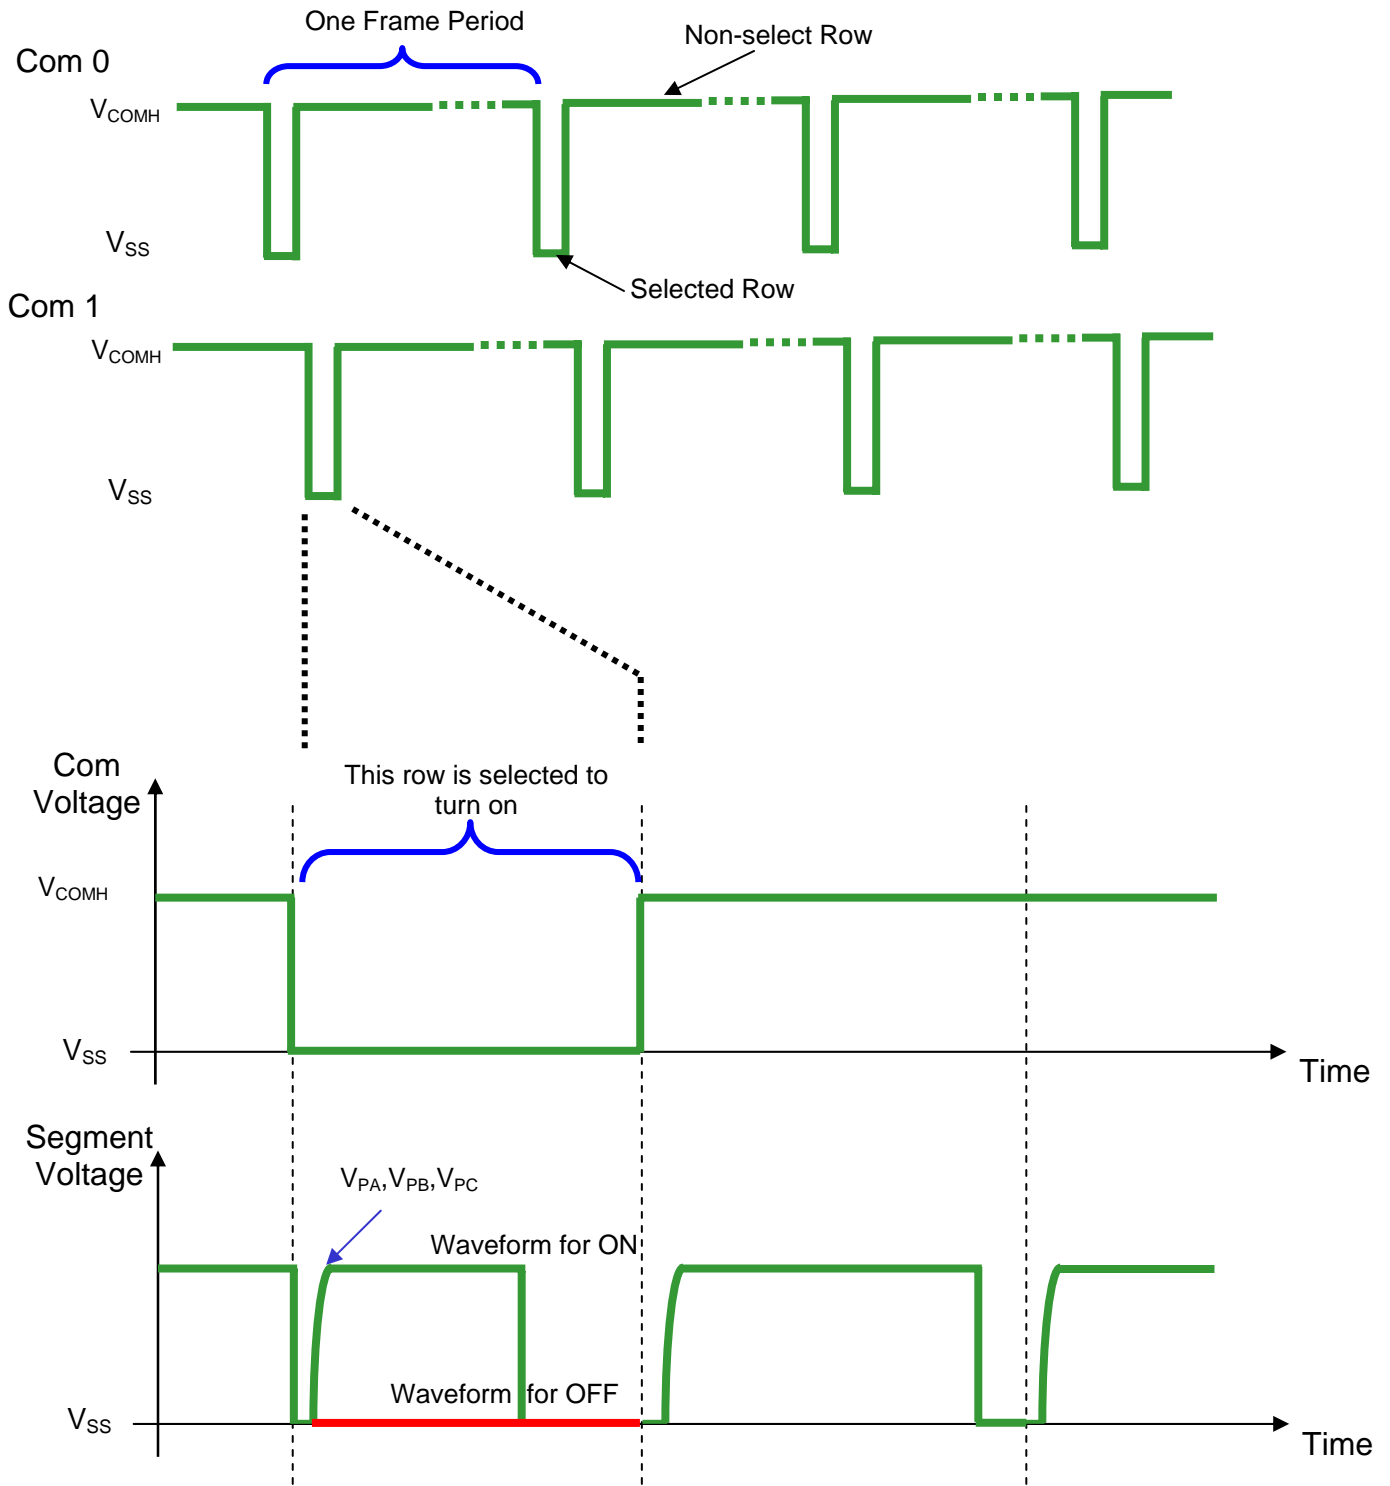 One Frame Period
Non-select Row
Com 0
VCOMH
VSS
Selected Row
Com 1
VCOMH
VSS
Com
Voltage
This row is selected to
turn on
VCOMH
VSS
Time
Segment
Voltage
VPA,VPB,VPC
Waveform for ON
Waveform for OFF
VSS
Time